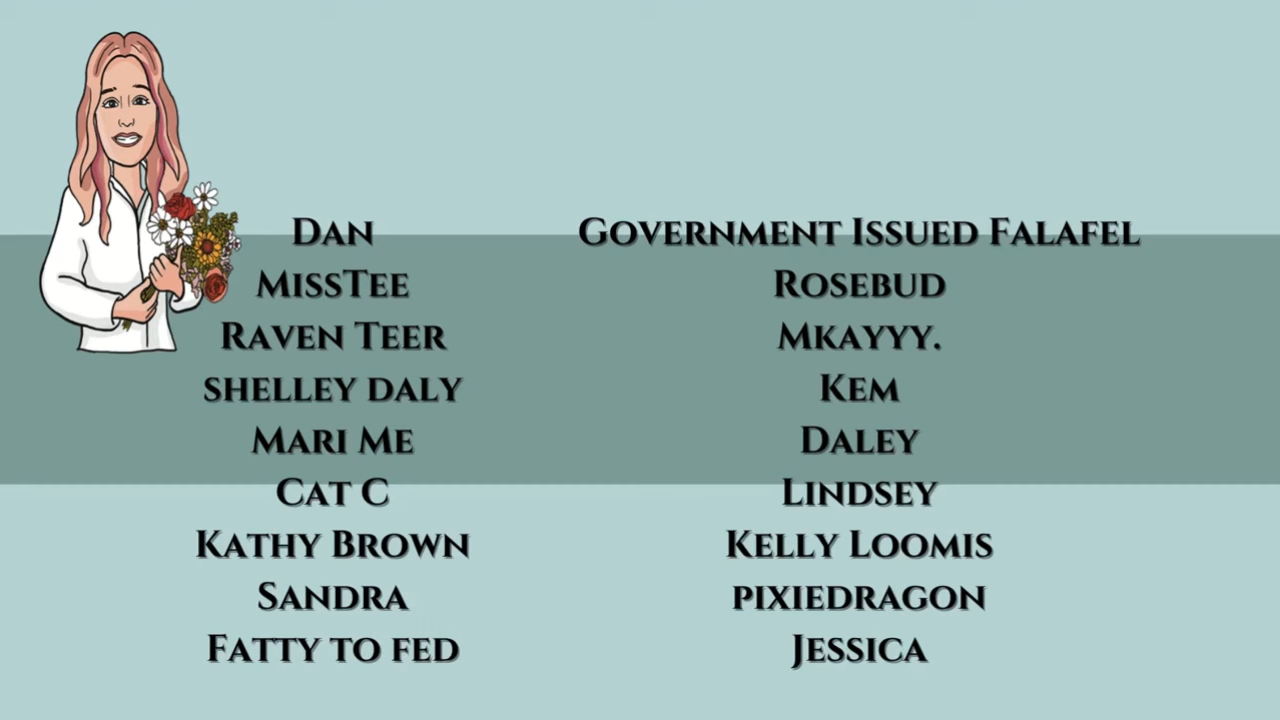 Dan
MissTee
Raven Teer
shelley daly
Mari Me
Cat C
Kathy Brown
Sandra
Fatty to fed
Government Issued Falafel
Rosebud
Mkayyy.
Kem
Daley
Lindsey
Kelly Loomis
pixiedragon
Jessica